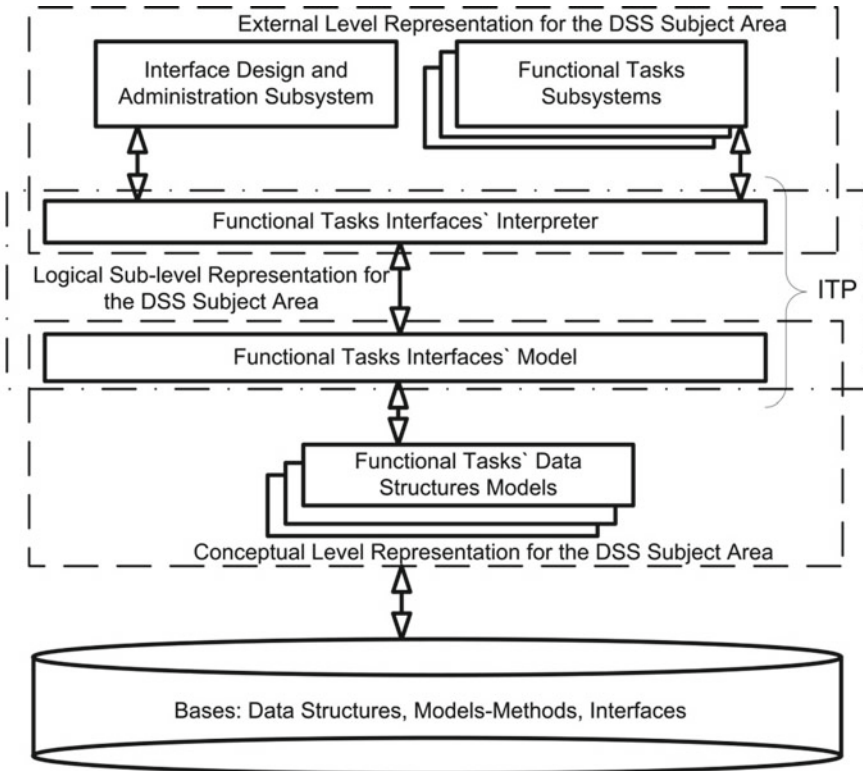 External Level Representation for the DSS Subject Area
Interface Design and
Administration Subsystem
Functional Tasks
Subsystems
Functional Tasks Interfaces` Interpreter
Logical Sub-level Representation for
the DSS Subject Area
ITP
Functional Tasks Interfaces` Model
Functional Tasks` Data
Structures Models
Conceptual Level Representation for the DSS Subject Area
Bases: Data Structures, Models-Methods, Interfaces